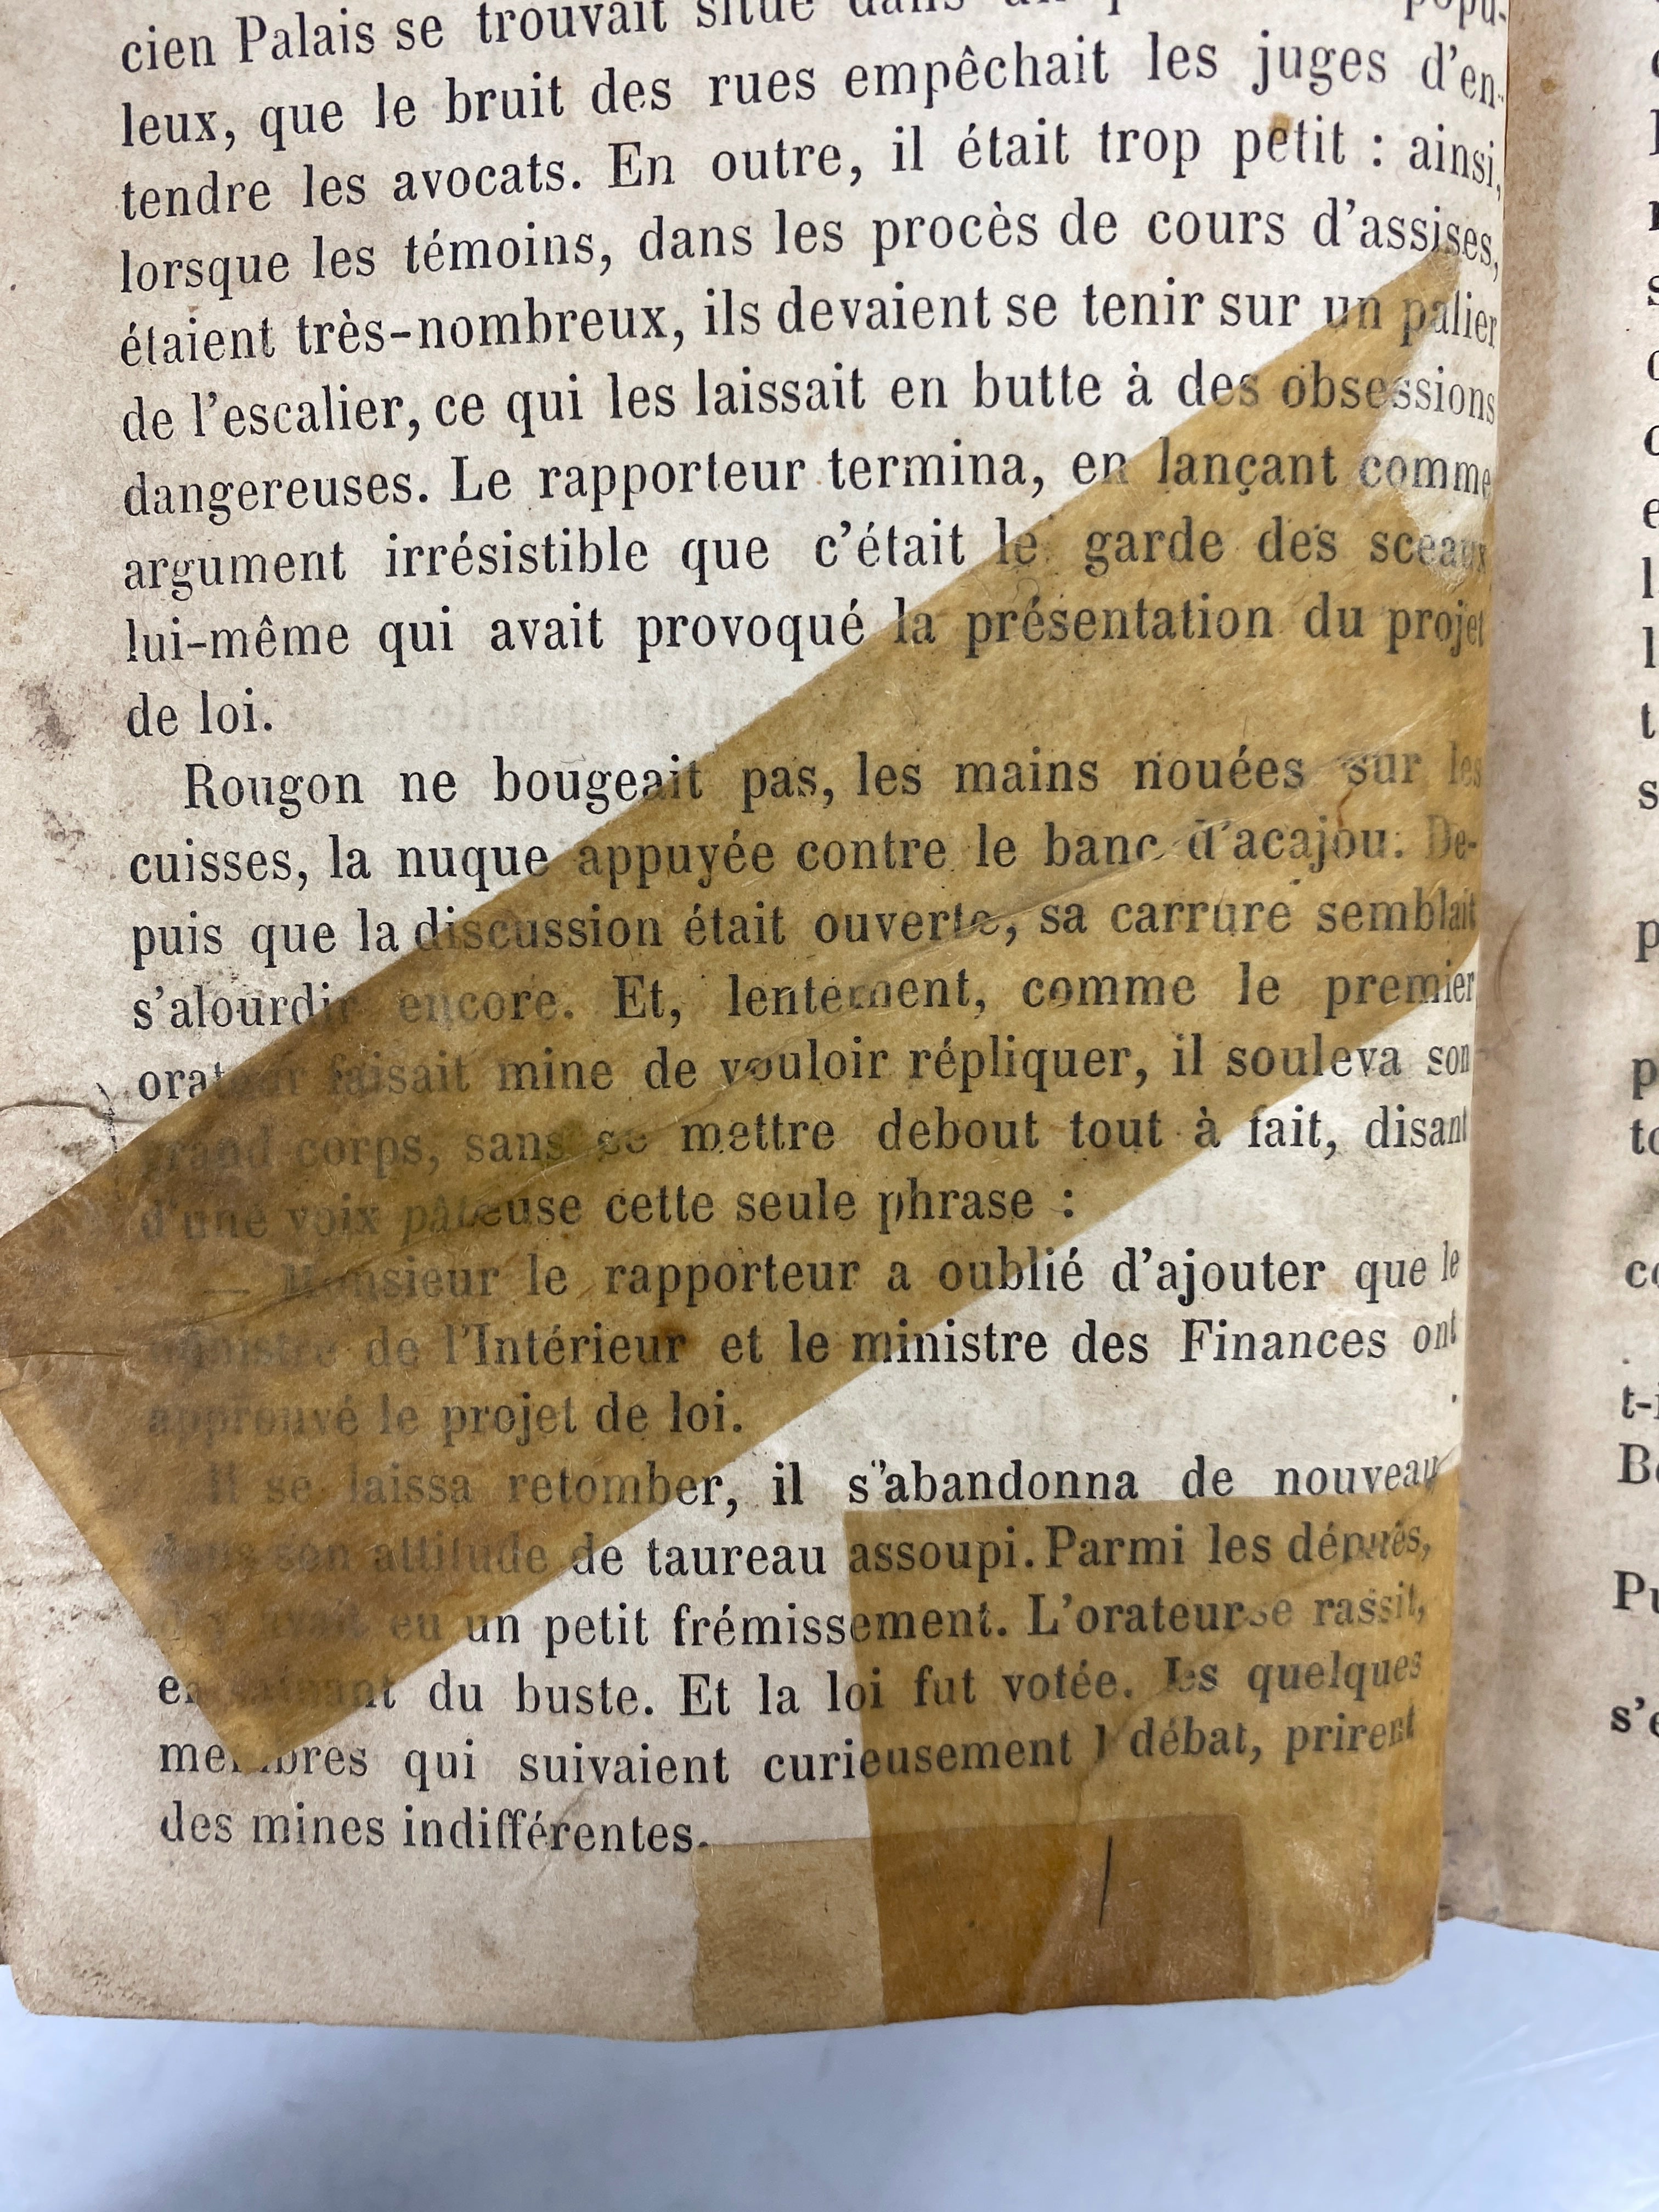 cien Palais se trouvait situé dans un popu-
leux, que le bruit des rues empêchait les juges d'en-
tendre les avocats. En outre, il était trop petit : ainsi,
lorsque les témoins, dans les procès de cours d'assises,
étaient très-nombreux, ils devaient se tenir sur un palier
de l'escalier, ce qui les laissait en butte à des obsessions
dangereuses. Le rapporteur termina, en lançant comme
argument irrésistible que c'était le garde des sceaux
lui-même qui avait provoqué la présentation du projet
de loi.
Rougon ne bougeait pas, les mains nouées sur les
cuisses, la nuque appuyée contre le banc d'acajou. De-
puis que la discussion était ouverte, sa carrure semblait
s'alourdir encore. Et, lentement, comme le premier
orateur faisait mine de vouloir répliquer, il souleva son
grand corps, sans se mettre debout tout à fait, disant
d'une voix pâteuse cette seule phrase :
— Monsieur le rapporteur a oublié d'ajouter que le
ministre de l'Intérieur et le ministre des Finances ont
approuvé le projet de loi.
Il se laissa retomber, il s'abandonna de nouveau
dans son attitude de taureau assoupi. Parmi les députés,
il y avait eu un petit frémissement. L'orateur se rassit,
en saluant du buste. Et la loi fut votée. Les quelques
membres qui suivaient curieusement débat, prirent
des mines indifférentes.